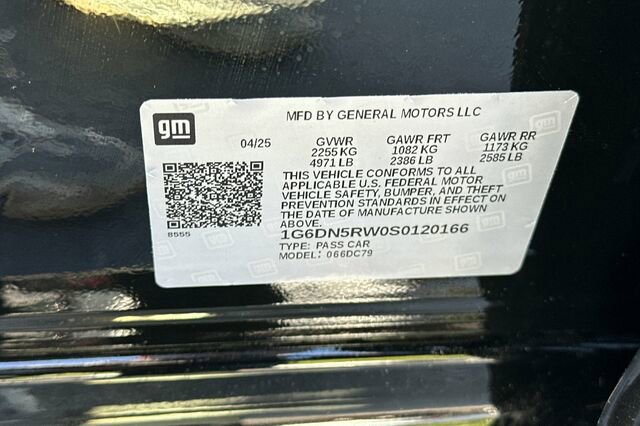 gm
MFD BY GENERAL MOTORS LLC
04/25 GVWR GAWR FRT GAWR RR
2255 KG 1082 KG 1173 KG
4971 LB 2386 LB 2585 LB
THIS VEHICLE CONFORMS TO ALL
APPLICABLE U.S. FEDERAL MOTOR
VEHICLE SAFETY, BUMPER, AND THEFT
PREVENTION STANDARDS IN EFFECT ON
THE DATE OF MANUFACTURE SHOWN
ABOVE.
8555
1G6DN5RW0S0120166
TYPE: PASS CAR
MODEL: 066DC79